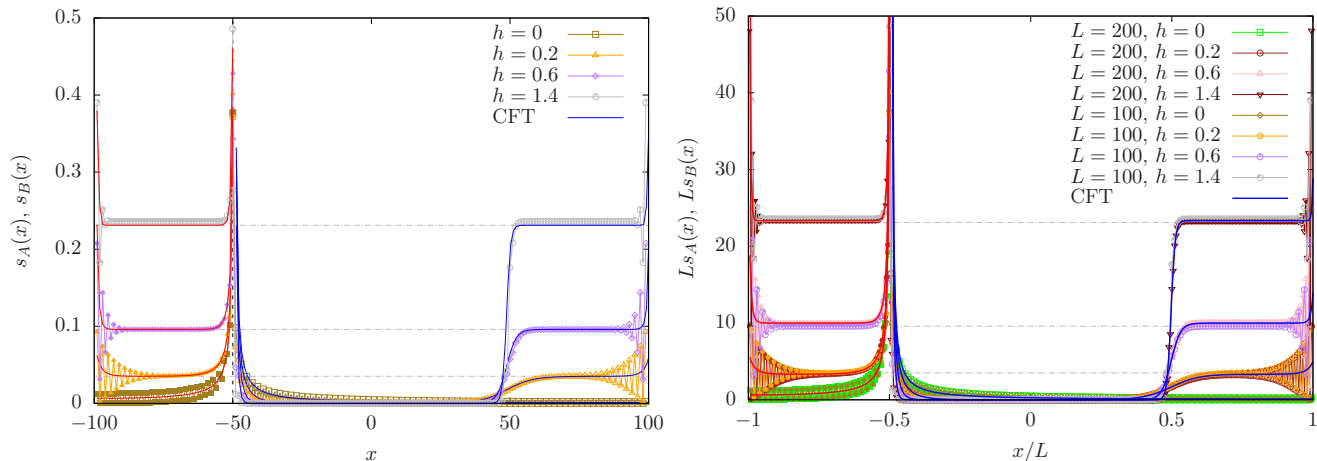 0.5
0.4
0.3
0.2
0.1
0
s_A(x), s_B(x)
h = 0
h = 0.2
h = 0.6
h = 1.4
CFT
−100
−50
0
50
100
x
50
40
30
20
10
0
Ls_A(x), Ls_B(x)
L = 200, h = 0
L = 200, h = 0.2
L = 200, h = 0.6
L = 200, h = 1.4
L = 100, h = 0
L = 100, h = 0.2
L = 100, h = 0.6
L = 100, h = 1.4
CFT
−1
−0.5
0
0.5
1
x/L